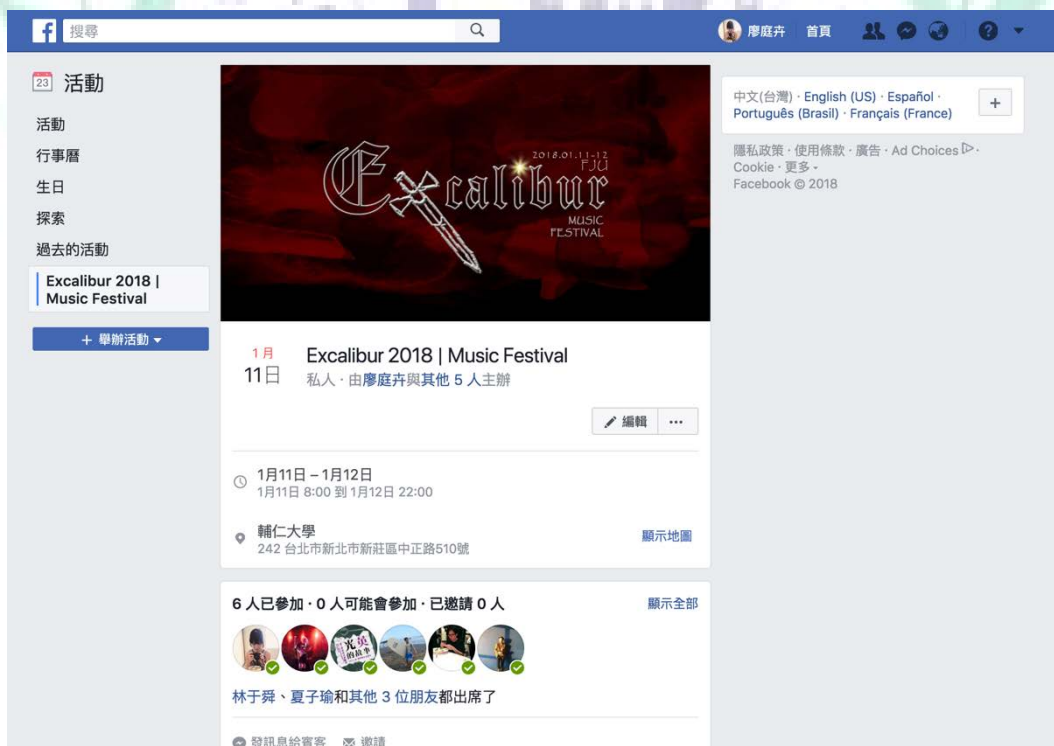 搜尋
廖庭卉
首頁
23 活動
活動
行事曆
生日
探索
過去的活動
Excalibur 2018 |
Music Festival
+ 舉辦活動
2018.01.11-12
FJU
Excalibur
MUSIC
FESTIVAL
1月
11日
Excalibur 2018 | Music Festival
私人 · 由廖庭卉與其他 5 人主辦
編輯
1月11日 – 1月12日
1月11日 8:00 到 1月12日 22:00
輔仁大學
242 台北市新北市新莊區中正路510號
顯示地圖
6 人已參加 · 0 人可能會參加 · 已邀請 0 人
顯示全部
光英
的故事
林于舜、夏子瑜和其他 3 位朋友都出席了
發訊息給賓客
邀請
中文(台灣) · English (US) · Español ·
Português (Brasil) · Français (France)
隱私政策 · 使用條款 · 廣告 · Ad Choices ·
Cookie · 更多
Facebook © 2018